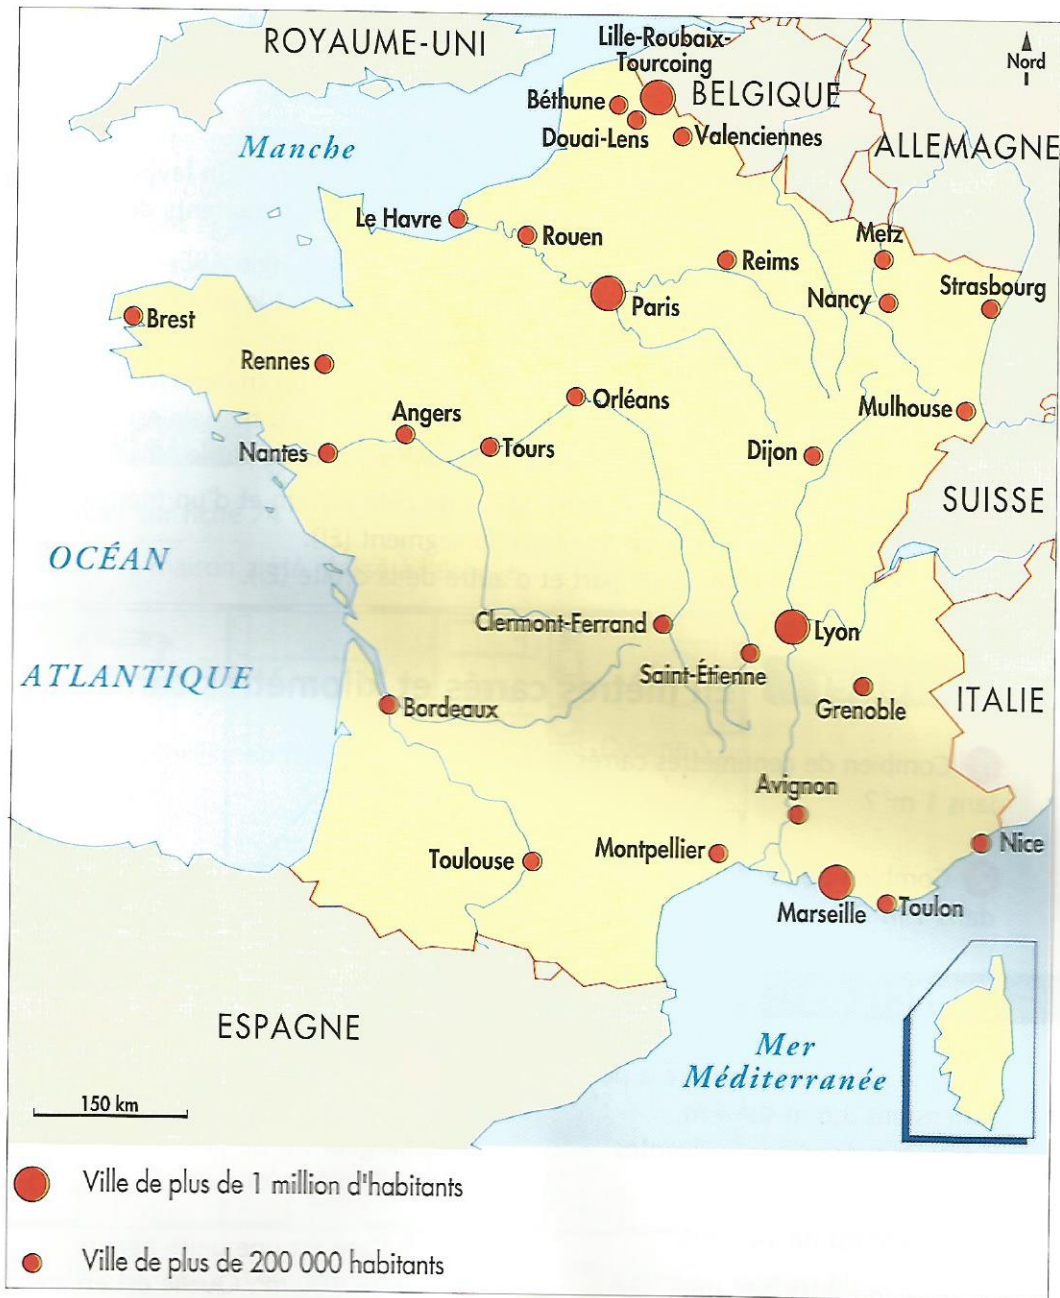 ROYAUME-UNI
Lille-Roubaix-
Tourcoing
Nord
Béthune
BELGIQUE
Douai-Lens
Valenciennes
Manche
ALLEMAGNE
Le Havre
Rouen
Metz
Reims
Strasbourg
Nancy
Paris
Brest
Rennes
Orléans
Angers
Mulhouse
Nantes
Tours
Dijon
SUISSE
OCÉAN
Clermont-Ferrand
Lyon
ATLANTIQUE
Saint-Étienne
ITALIE
Bordeaux
Grenoble
Avignon
Toulouse
Montpellier
Nice
Marseille
Toulon
ESPAGNE
Mer
Méditerranée
150 km
Ville de plus de 1 million d'habitants
Ville de plus de 200 000 habitants